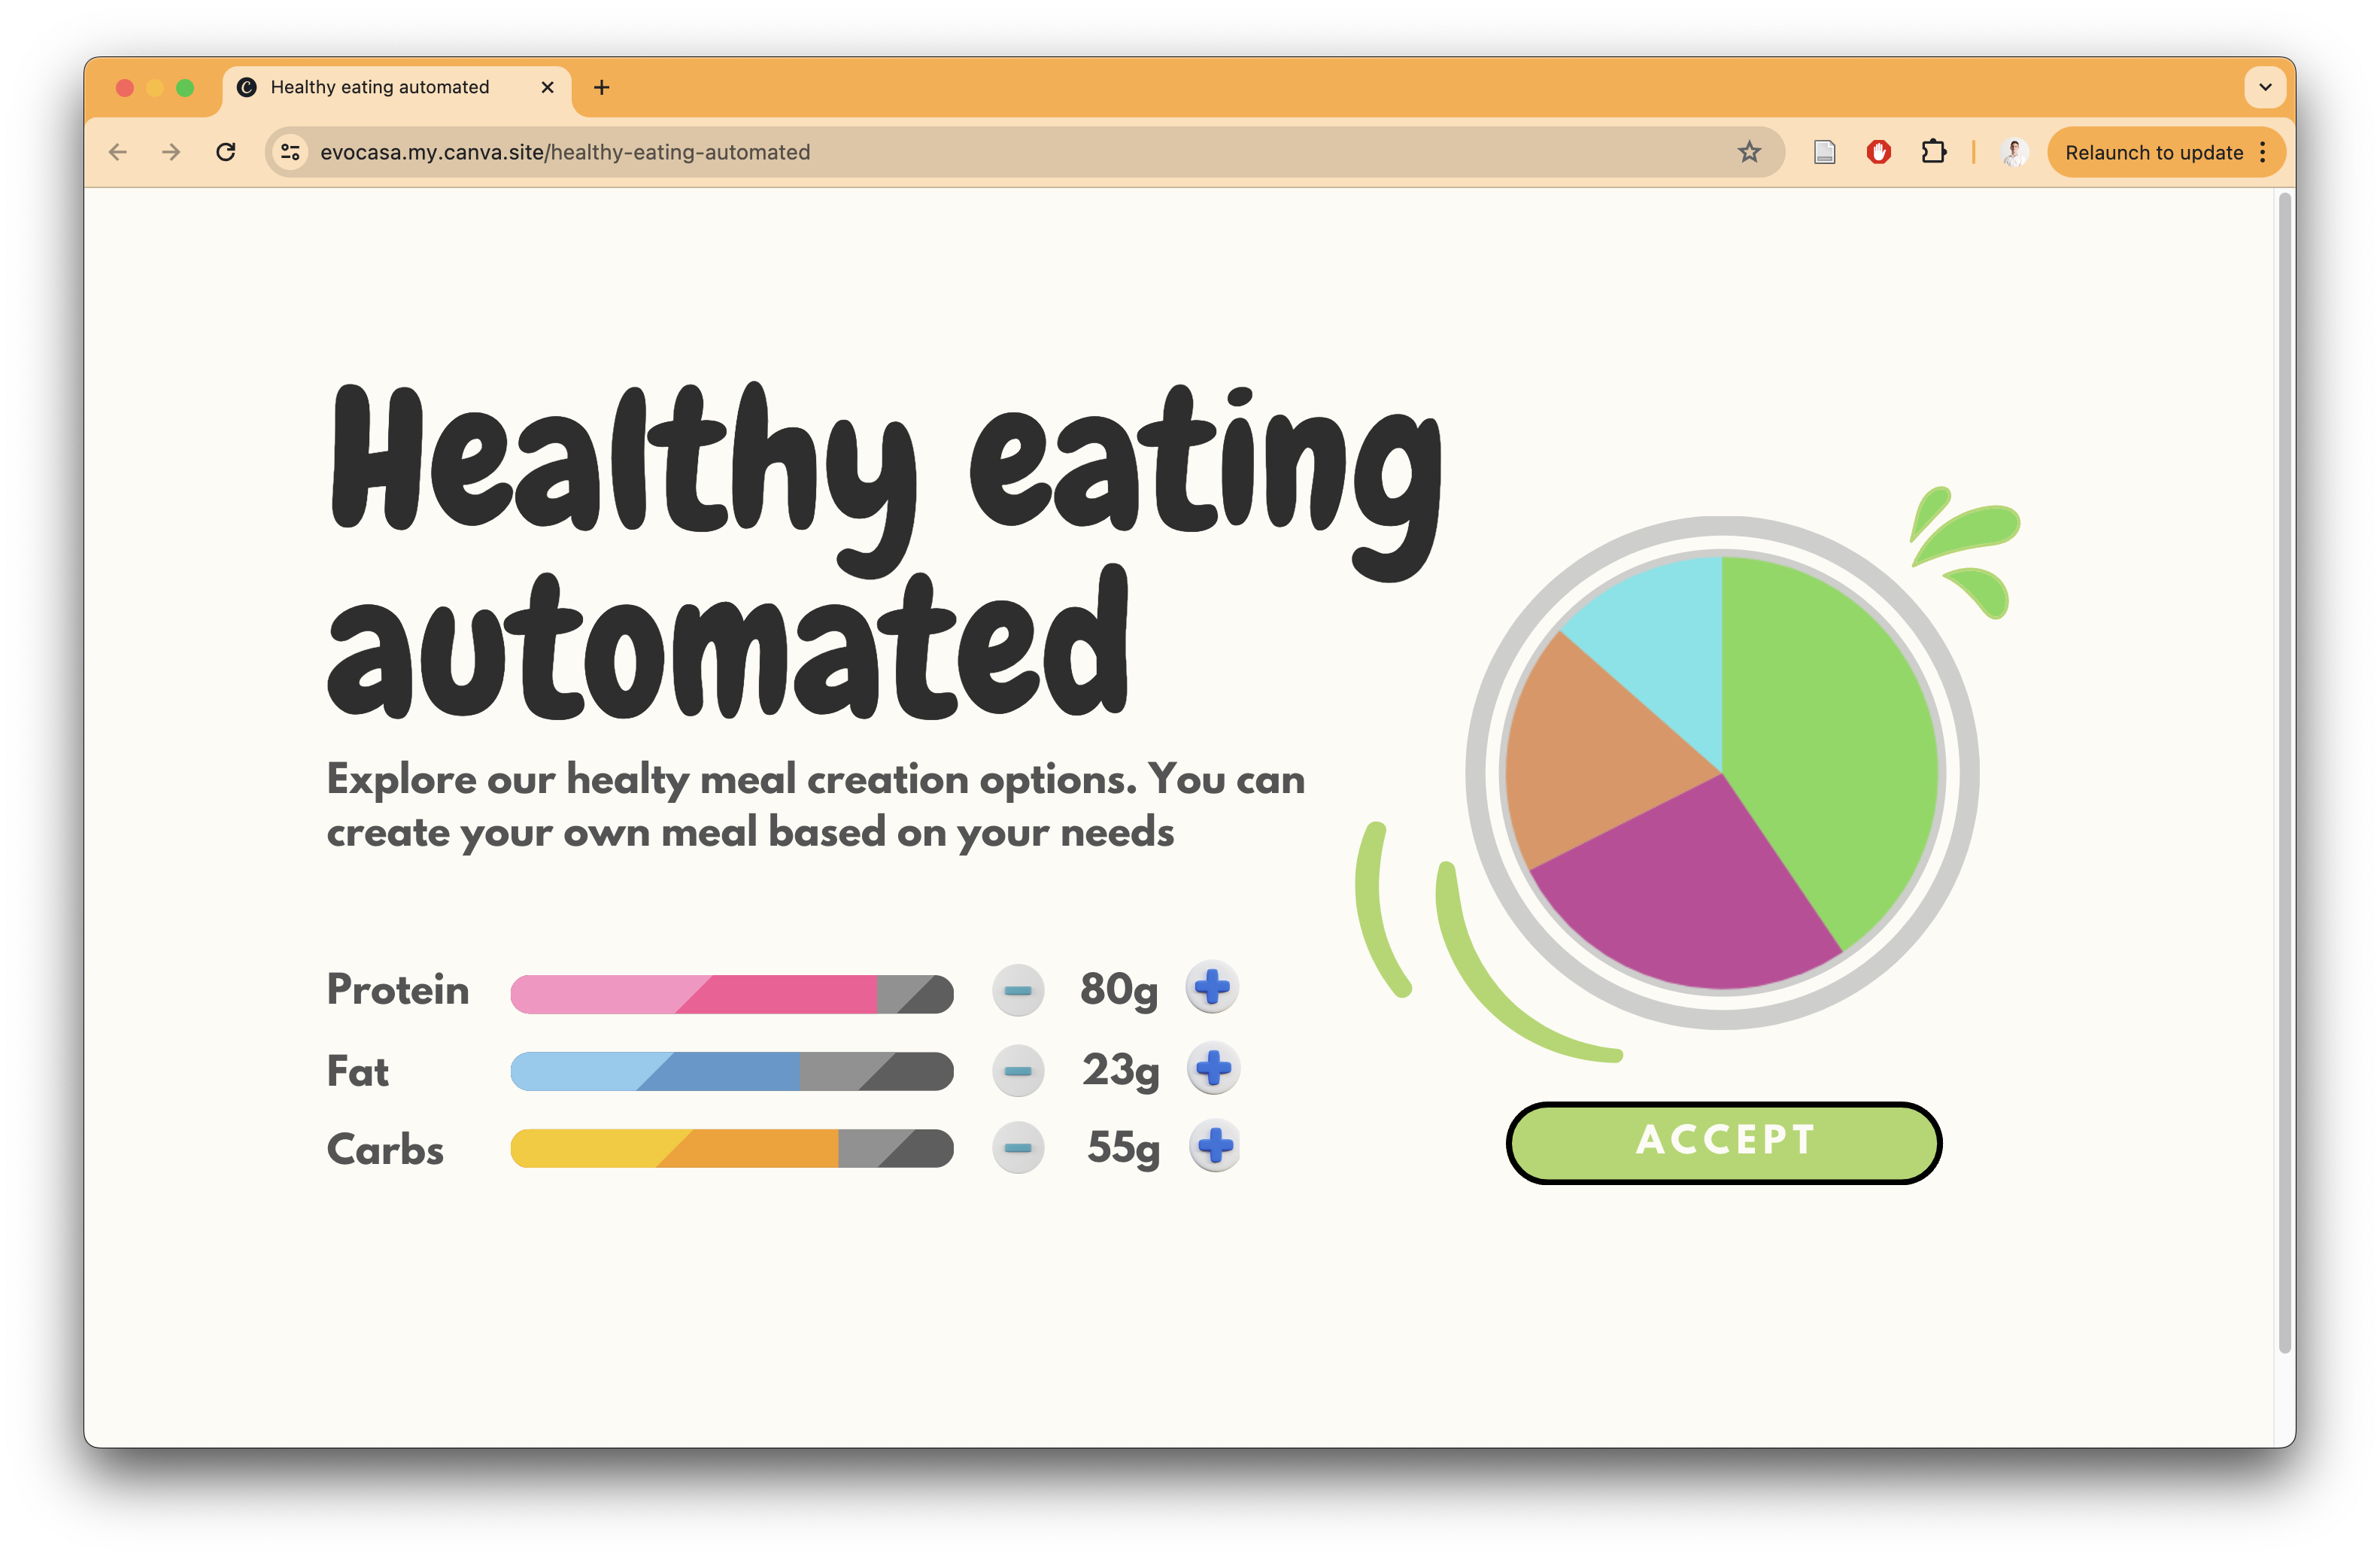 Healthy eating automated
evocasa.my.canva.site/healthy-eating-automated
Relaunch to update
Healthy eating
automated
Explore our healty meal creation options. You can
create your own meal based on your needs
Protein 80g
Fat 23g
Carbs 55g
ACCEPT